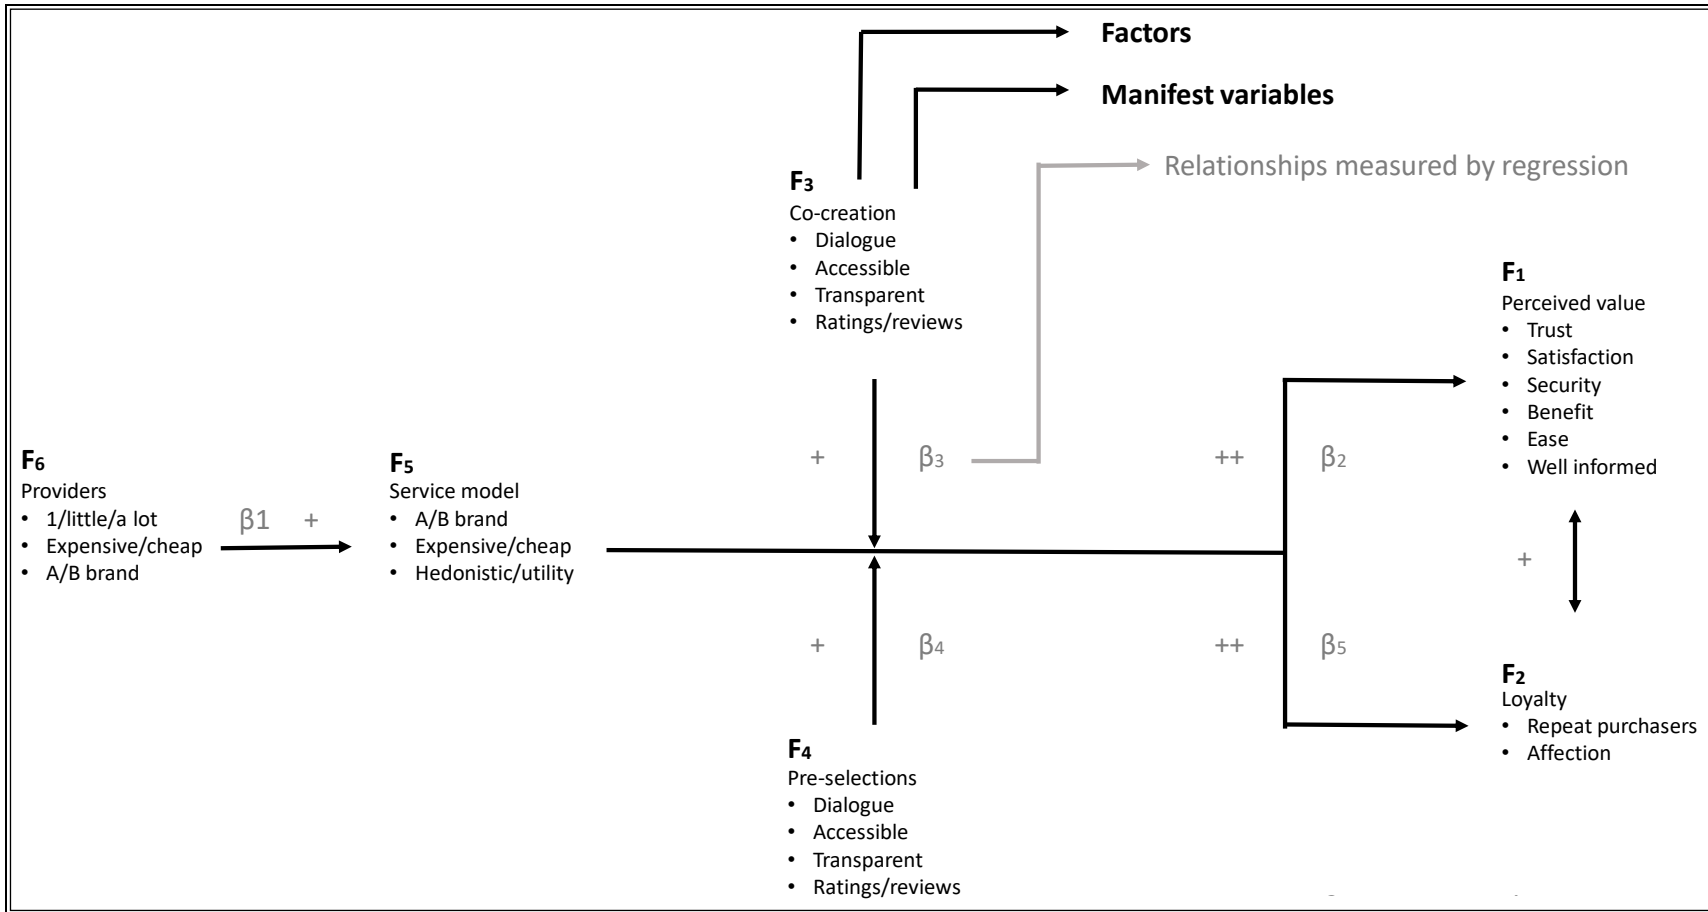 Factors
Manifest variables
Relationships measured by regression
F3
Co-creation
• Dialogue
• Accessible
• Transparent
• Ratings/reviews
F1
Perceived value
• Trust
• Satisfaction
• Security
• Benefit
• Ease
• Well informed
F6
Providers
• 1/little/a lot
• Expensive/cheap
• A/B brand
β1 +
F5
Service model
• A/B brand
• Expensive/cheap
• Hedonistic/utility
+ β3
++ β2
+
+ β4
++ β5
F2
Loyalty
• Repeat purchasers
• Affection
F4
Pre-selections
• Dialogue
• Accessible
• Transparent
• Ratings/reviews